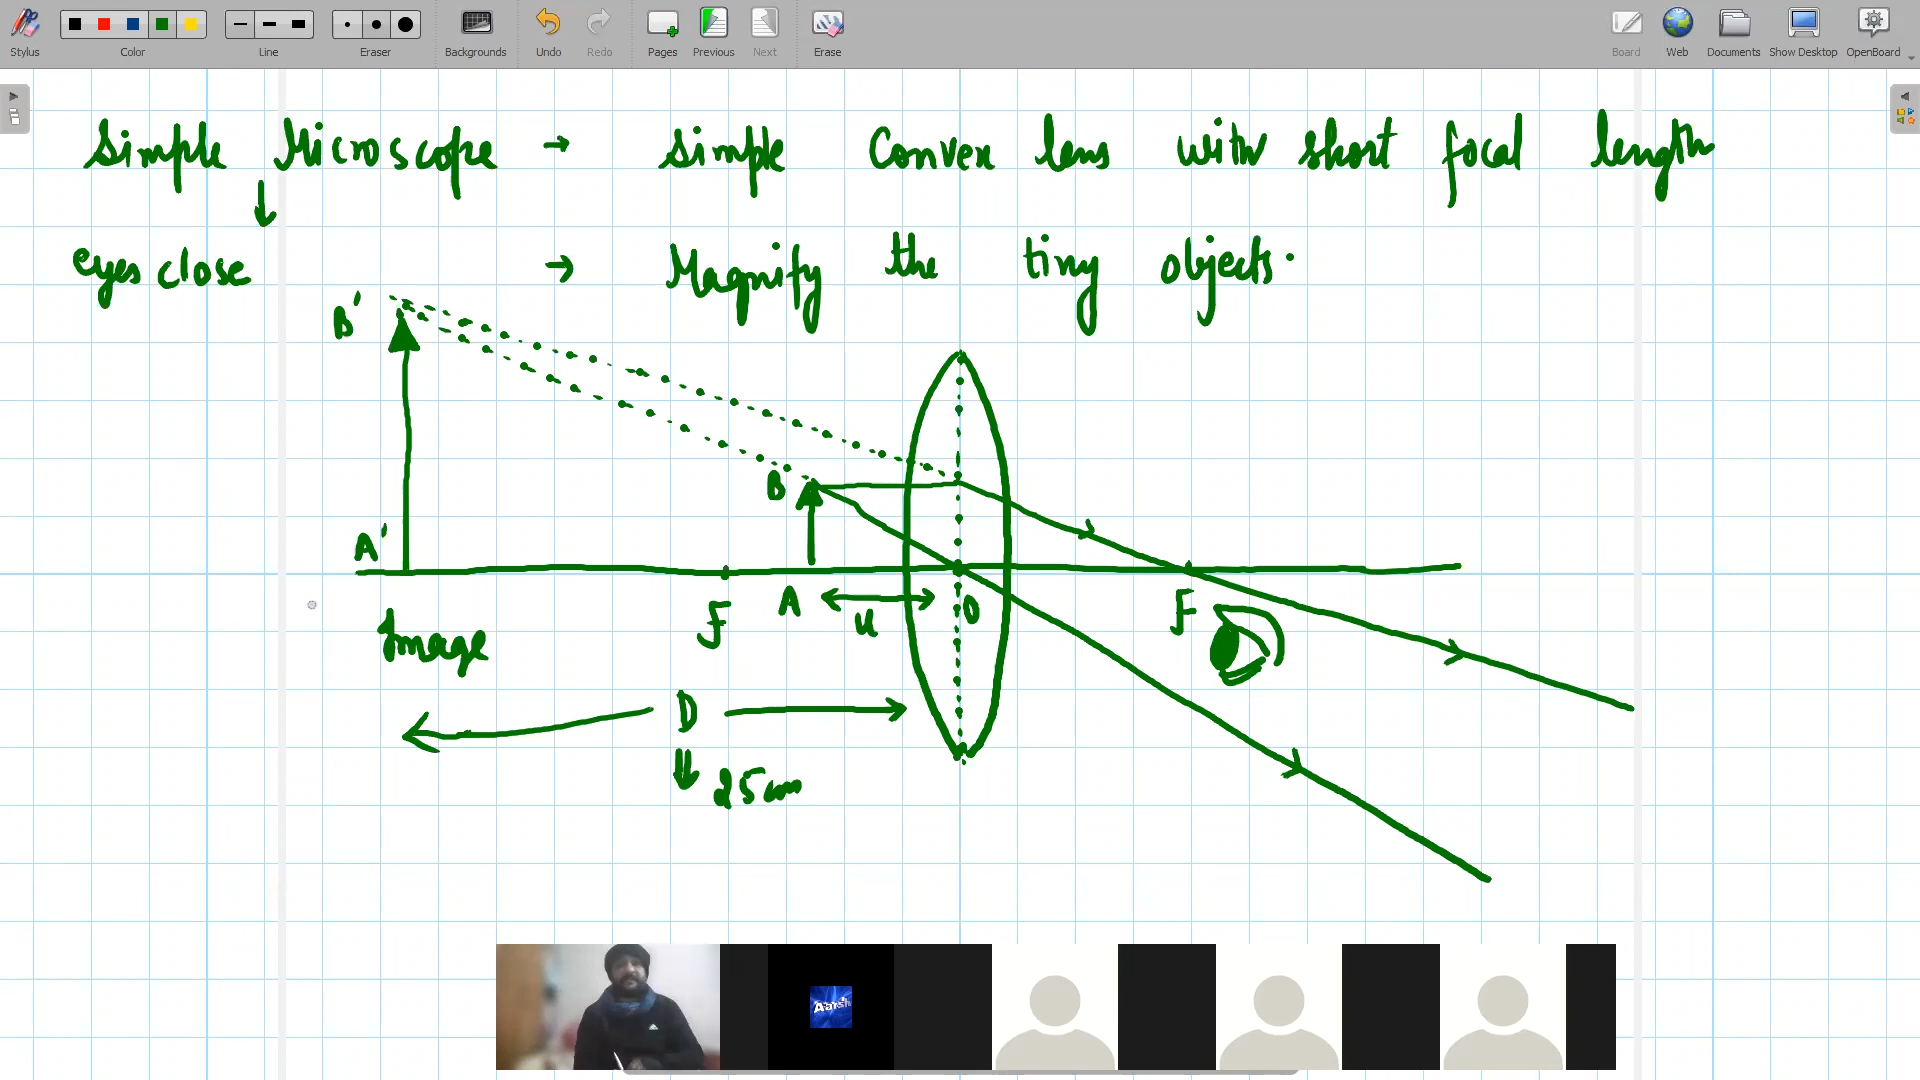 Stylus Color Line Eraser Backgrounds Undo Redo Pages Previous Next Erase Board Web Documents Show Desktop OpenBoard
Simple Microscope → Simple Convex lens with short focal length
↓
eyes close → Magnify the tiny objects.
B'
B
A'
F A u O F
Image
D
25cm
Aarsh